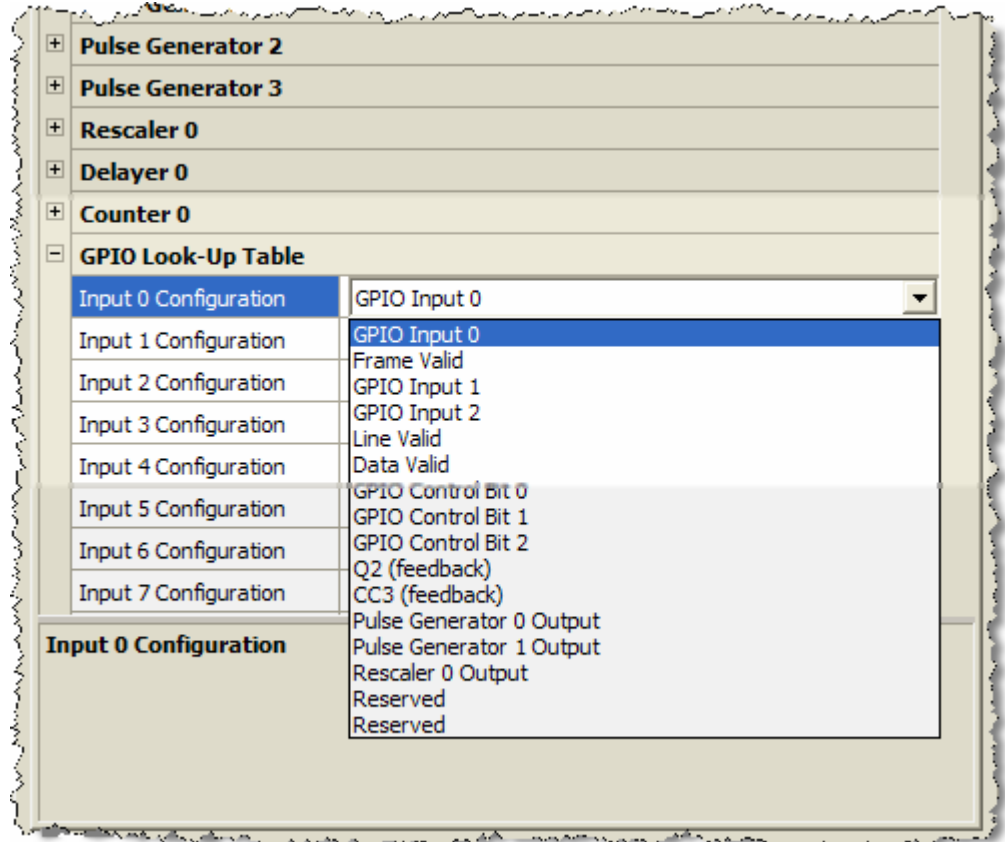 Pulse Generator 2
Pulse Generator 3
Rescaler 0
Delayer 0
Counter 0
GPIO Look-Up Table
Input 0 Configuration GPIO Input 0
Input 1 Configuration
Input 2 Configuration
Input 3 Configuration
Input 4 Configuration
Input 5 Configuration
Input 6 Configuration
Input 7 Configuration
GPIO Input 0
Frame Valid
GPIO Input 1
GPIO Input 2
Line Valid
Data Valid
GPIO Control Bit 0
GPIO Control Bit 1
GPIO Control Bit 2
Q2 (feedback)
CC3 (feedback)
Pulse Generator 0 Output
Pulse Generator 1 Output
Rescaler 0 Output
Reserved
Reserved
Input 0 Configuration